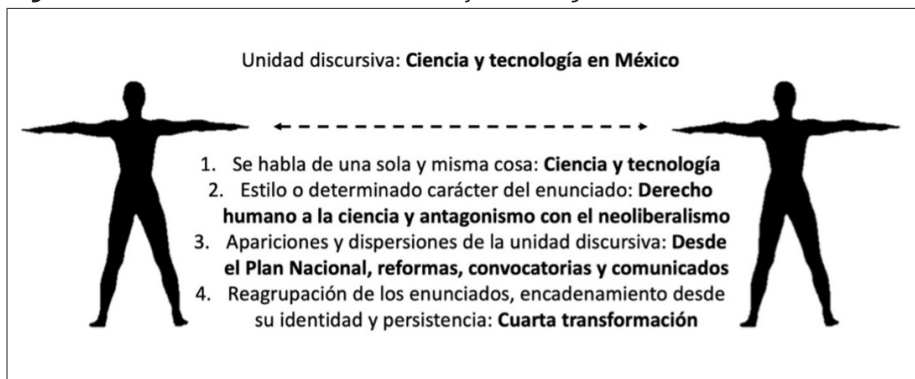 Unidad discursiva: Ciencia y tecnología en México
1. Se habla de una sola y misma cosa: Ciencia y tecnología
2. Estilo o determinado carácter del enunciado: Derecho
humano a la ciencia y antagonismo con el neoliberalismo
3. Apariciones y dispersiones de la unidad discursiva: Desde
el Plan Nacional, reformas, convocatorias y comunicados
4. Reagrupación de los enunciados, encadenamiento desde
su identidad y persistencia: Cuarta transformación